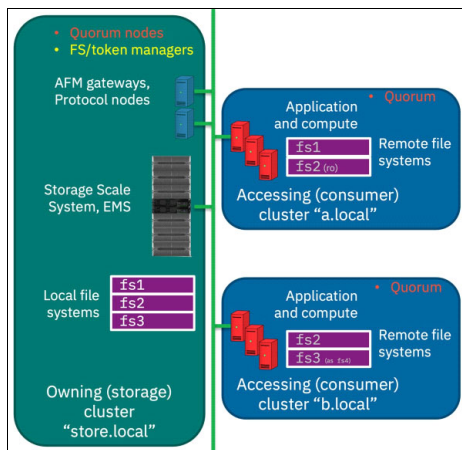 • Quorum nodes
• FS/token managers
AFM gateways,
Protocol nodes
Storage Scale
System, EMS
Local file
systems
fs1
fs2
fs3
Owning (storage)
cluster
“store.local”
• Quorum
Application
and compute
fs1
fs2 (ro)
Remote file
systems
Accessing (consumer)
cluster “a.local”
• Quorum
Application
and compute
fs2
fs3 (as fs4)
Remote file
systems
Accessing (consumer)
cluster “b.local”